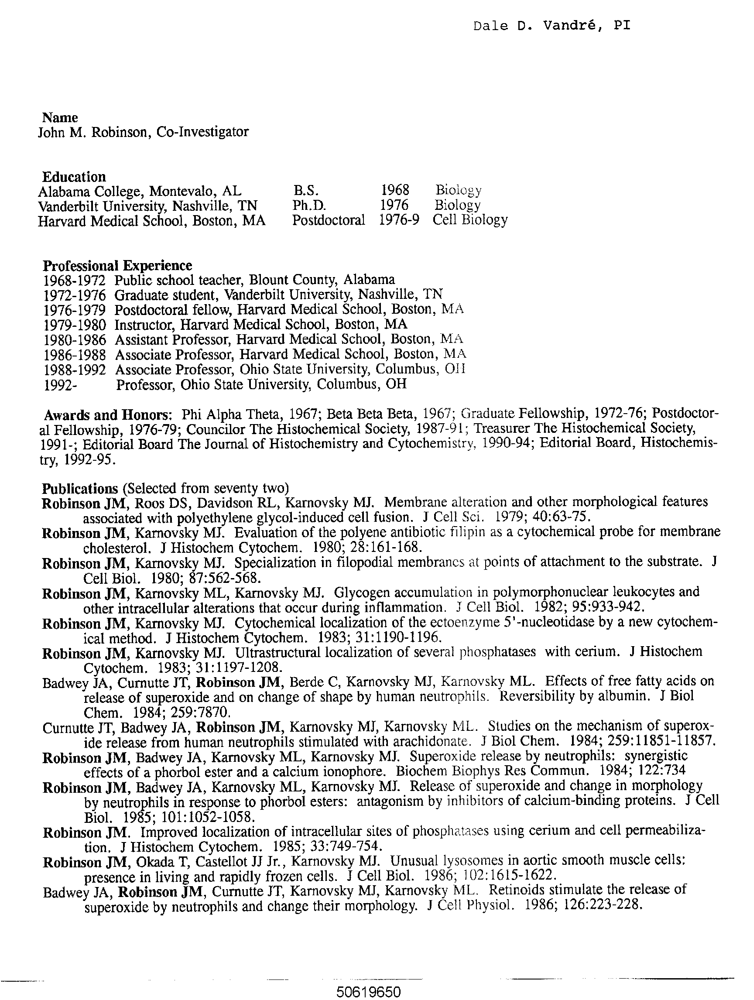 Dale D. Vandré, PI
Name
John M. Robinson, Co-Investigator
Education
Alabama College, Montevalo, AL B.S. 1968 Biology
Vanderbilt University, Nashville, TN Ph.D. 1976 Biology
Harvard Medical School, Boston, MA Postdoctoral 1976-9 Cell Biology
Professional Experience
1968-1972 Public school teacher, Blount County, Alabama
1972-1976 Graduate student, Vanderbilt University, Nashville, TN
1976-1979 Postdoctoral fellow, Harvard Medical School, Boston, MA
1979-1980 Instructor, Harvard Medical School, Boston, MA
1980-1986 Assistant Professor, Harvard Medical School, Boston, MA
1986-1988 Associate Professor, Harvard Medical School, Boston, MA
1988-1992 Associate Professor, Ohio State University, Columbus, OH
1992- Professor, Ohio State University, Columbus, OH
Awards and Honors: Phi Alpha Theta, 1967; Beta Beta Beta, 1967; Graduate Fellowship, 1972-76; Postdoctor-
al Fellowship, 1976-79; Councilor The Histochemical Society, 1987-91; Treasurer The Histochemical Society,
1991-; Editorial Board The Journal of Histochemistry and Cytochemistry, 1990-94; Editorial Board, Histochemis-
try, 1992-95.
Publications (Selected from seventy two)
Robinson JM, Roos DS, Davidson RL, Karnovsky MJ. Membrane alteration and other morphological features
associated with polyethylene glycol-induced cell fusion. J Cell Sci. 1979; 40:63-75.
Robinson JM, Karnovsky MJ. Evaluation of the polyene antibiotic filipin as a cytochemical probe for membrane
cholesterol. J Histochem Cytochem. 1980; 28:161-168.
Robinson JM, Karnovsky MJ. Specialization in filopodial membranes at points of attachment to the substrate. J
Cell Biol. 1980; 87:562-568.
Robinson JM, Karnovsky ML, Karnovsky MJ. Glycogen accumulation in polymorphonuclear leukocytes and
other intracellular alterations that occur during inflammation. J Cell Biol. 1982; 95:933-942.
Robinson JM, Karnovsky MJ. Cytochemical localization of the ectoenzyme 5'-nucleotidase by a new cytochem-
ical method. J Histochem Cytochem. 1983; 31:1190-1196.
Robinson JM, Karnovsky MJ. Ultrastructural localization of several phosphatases with cerium. J Histochem
Cytochem. 1983; 31:1197-1208.
Badwey JA, Curnutte JT, Robinson JM, Berde C, Karnovsky MJ, Karnovsky ML. Effects of free fatty acids on
release of superoxide and on change of shape by human neutrophils. Reversibility by albumin. J Biol
Chem. 1984; 259:7870.
Curnutte JT, Badwey JA, Robinson JM, Karnovsky MJ, Karnovsky ML. Studies on the mechanism of superox-
ide release from human neutrophils stimulated with arachidonate. J Biol Chem. 1984; 259:11851-11857.
Robinson JM, Badwey JA, Karnovsky ML, Karnovsky MJ. Superoxide release by neutrophils: synergistic
effects of a phorbol ester and a calcium ionophore. Biochem Biophys Res Commun. 1984; 122:734
Robinson JM, Badwey JA, Karnovsky ML, Karnovsky MJ. Release of superoxide and change in morphology
by neutrophils in response to phorbol esters: antagonism by inhibitors of calcium-binding proteins. J Cell
Biol. 1985; 101:1052-1058.
Robinson JM. Improved localization of intracellular sites of phosphatases using cerium and cell permeabiliza-
tion. J Histochem Cytochem. 1985; 33:749-754.
Robinson JM, Okada T, Castellot JJ Jr., Karnovsky MJ. Unusual lysosomes in aortic smooth muscle cells:
presence in living and rapidly frozen cells. J Cell Biol. 1986; 102:1615-1622.
Badwey JA, Robinson JM, Curnutte JT, Karnovsky MJ, Karnovsky ML. Retinoids stimulate the release of
superoxide by neutrophils and change their morphology. J Cell Physiol. 1986; 126:223-228.
50619650